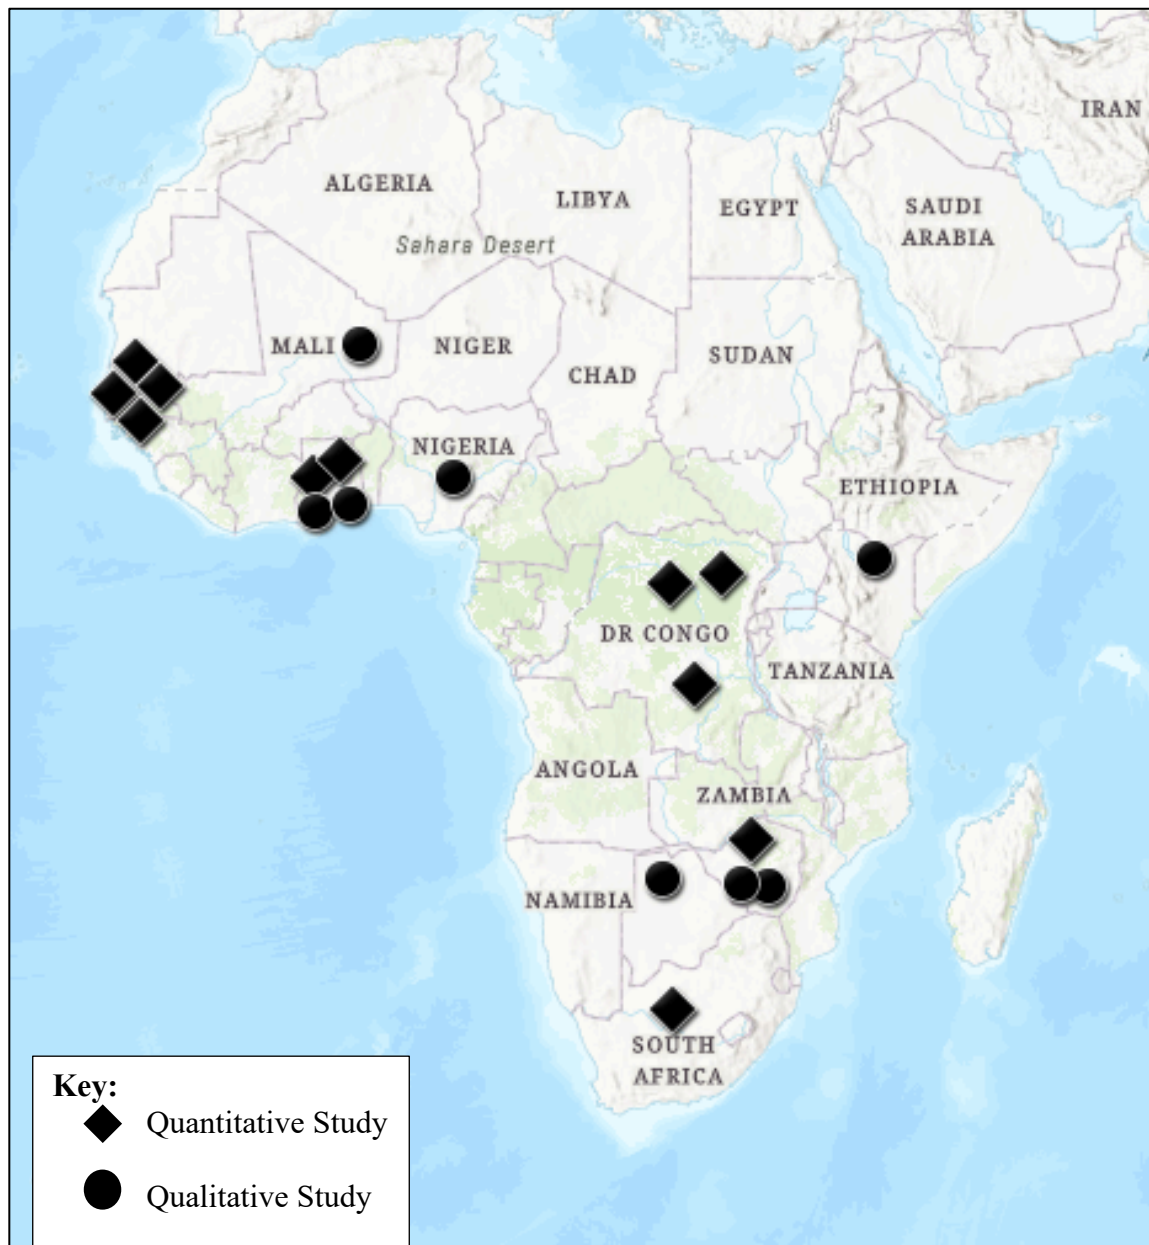 IRAN
ALGERIA
LIBYA
EGYPT
SAUDI
ARABIA
Sahara Desert
MALI
NIGER
CHAD
SUDAN
NIGERIA
ETHIOPIA
DR CONGO
TANZANIA
ANGOLA
ZAMBIA
NAMIBIA
SOUTH
AFRICA
Key:
Quantitative Study
Qualitative Study